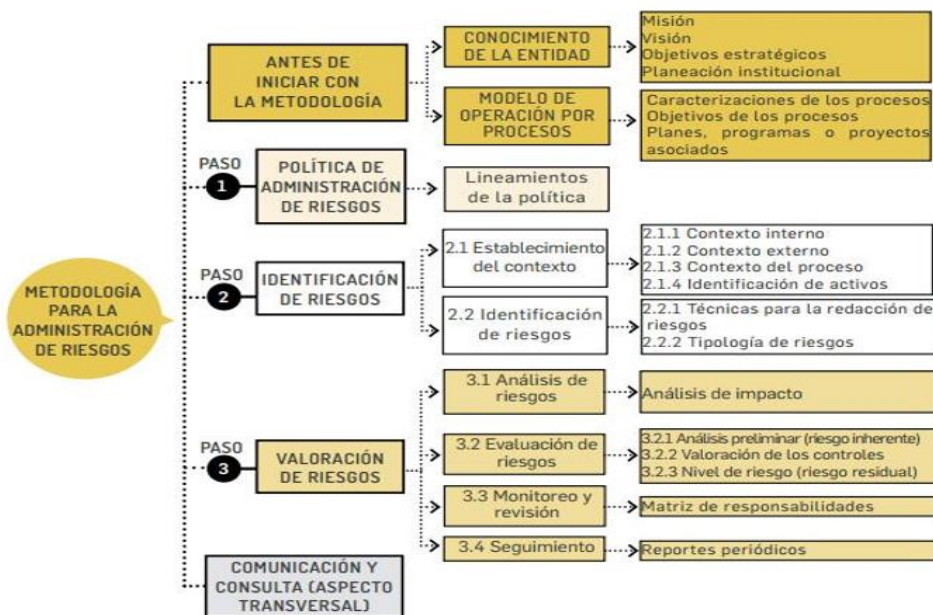 METODOLOGÍA
PARA LA
ADMINISTRACIÓN
DE RIESGOS
ANTES DE
INICIAR CON
LA METODOLOGÍA
CONOCIMIENTO
DE LA ENTIDAD
Misión
Visión
Objetivos estratégicos
Planeación institucional
MODELO DE
OPERACIÓN POR
PROCESOS
Caracterizaciones de los procesos
Objetivos de los procesos
Planes, programas o proyectos
asociados
PASO
1
POLÍTICA DE
ADMINISTRACIÓN
DE RIESGOS
Lineamientos
de la política
PASO
2
IDENTIFICACIÓN
DE RIESGOS
2.1 Establecimiento
del contexto
2.1.1 Contexto interno
2.1.2 Contexto externo
2.1.3 Contexto del proceso
2.1.4 Identificación de activos
2.2 Identificación
de riesgos
2.2.1 Técnicas para la redacción de
riesgos
2.2.2 Tipología de riesgos
PASO
3
VALORACIÓN
DE RIESGOS
3.1 Análisis de
riesgos
Análisis de impacto
3.2 Evaluación de
riesgos
3.2.1 Análisis preliminar (riesgo inherente)
3.2.2 Valoración de los controles
3.2.3 Nivel de riesgo (riesgo residual)
3.3 Monitoreo y
revisión
Matriz de responsabilidades
3.4 Seguimiento
Reportes periódicos
COMUNICACIÓN Y
CONSULTA (ASPECTO
TRANSVERSAL)